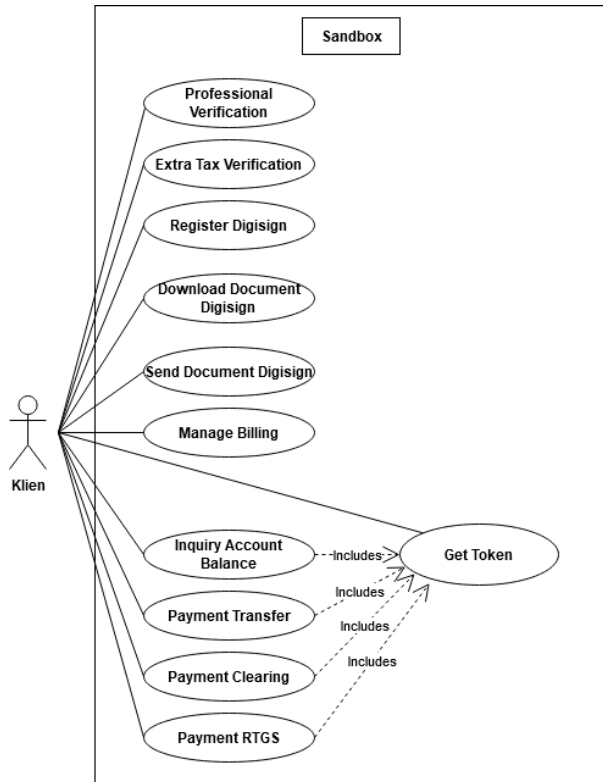 Sandbox
Professional
Verification
Extra Tax Verification
Register Digisign
Download Document
Digisign
Send Document Digisign
Manage Billing
Klien
Inquiry Account
Balance
Includes
Get Token
Payment Transfer
Includes
Includes
Payment Clearing
Includes
Payment RTGS